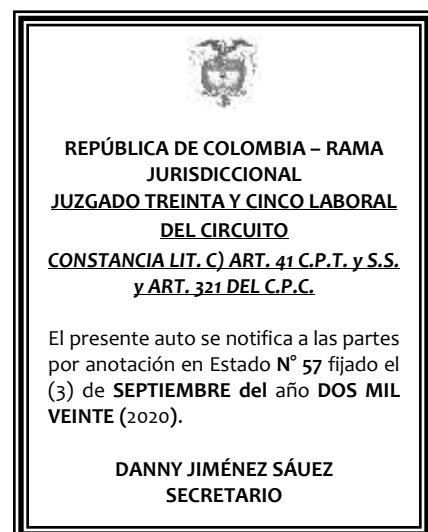 REPÚBLICA DE COLOMBIA – RAMA
JURISDICCIONAL
JUZGADO TREINTA Y CINCO LABORAL
DEL CIRCUITO
CONSTANCIA LIT. C) ART. 41 C.P.T. y S.S.
y ART. 321 DEL C.P.C.
El presente auto se notifica a las partes
por anotación en Estado N° 57 fijado el
(3) de SEPTIEMBRE del año DOS MIL
VEINTE (2020).
DANNY JIMÉNEZ SÁUEZ
SECRETARIO